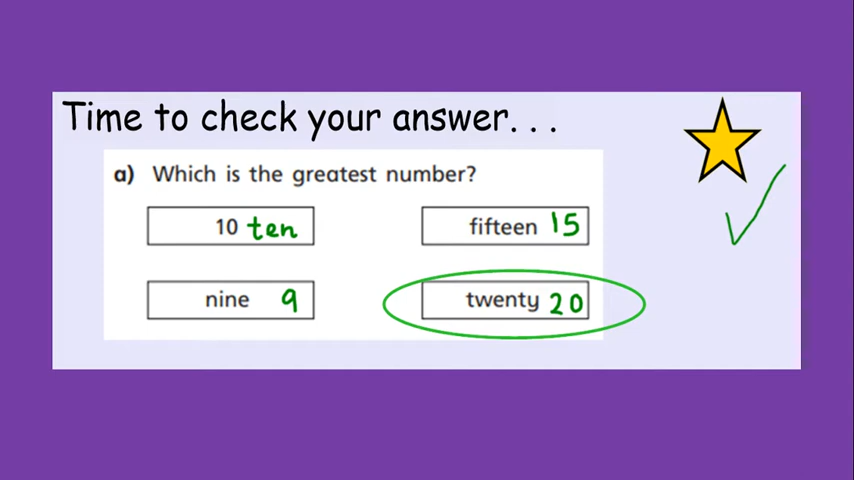 Time to check your answer. . .
a) Which is the greatest number?
10 ten
fifteen 15
nine 9
twenty 20